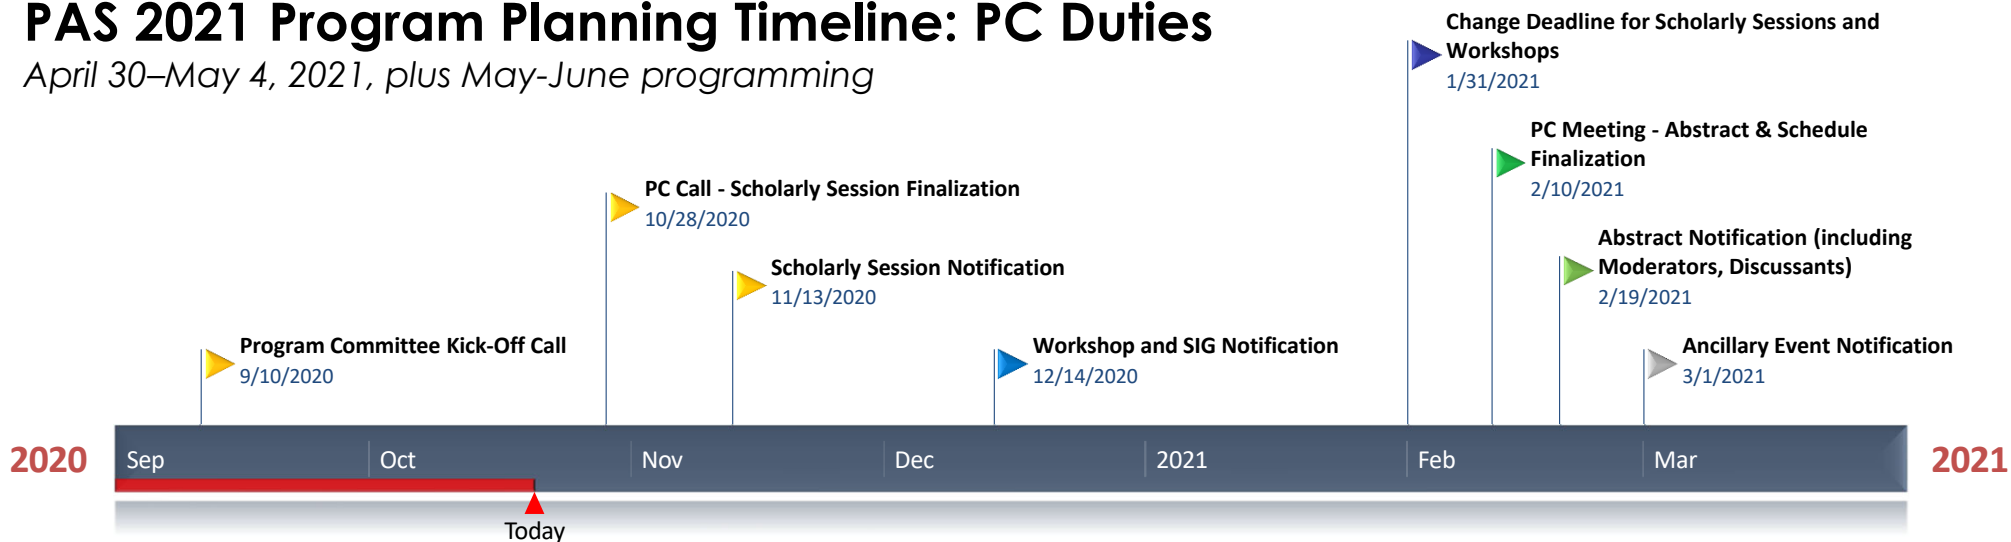 PAS 2021 Program Planning Timeline: PC Duties
April 30–May 4, 2021, plus May-June programming
Change Deadline for Scholarly Sessions and
Workshops
1/31/2021
PC Meeting - Abstract & Schedule
Finalization
2/10/2021
PC Call - Scholarly Session Finalization
10/28/2020
Abstract Notification (including
Moderators, Discussants)
2/19/2021
Scholarly Session Notification
11/13/2020
Program Committee Kick-Off Call
9/10/2020
Workshop and SIG Notification
12/14/2020
Ancillary Event Notification
3/1/2021
2020 Sep Oct Nov Dec 2021 Feb Mar 2021
Today